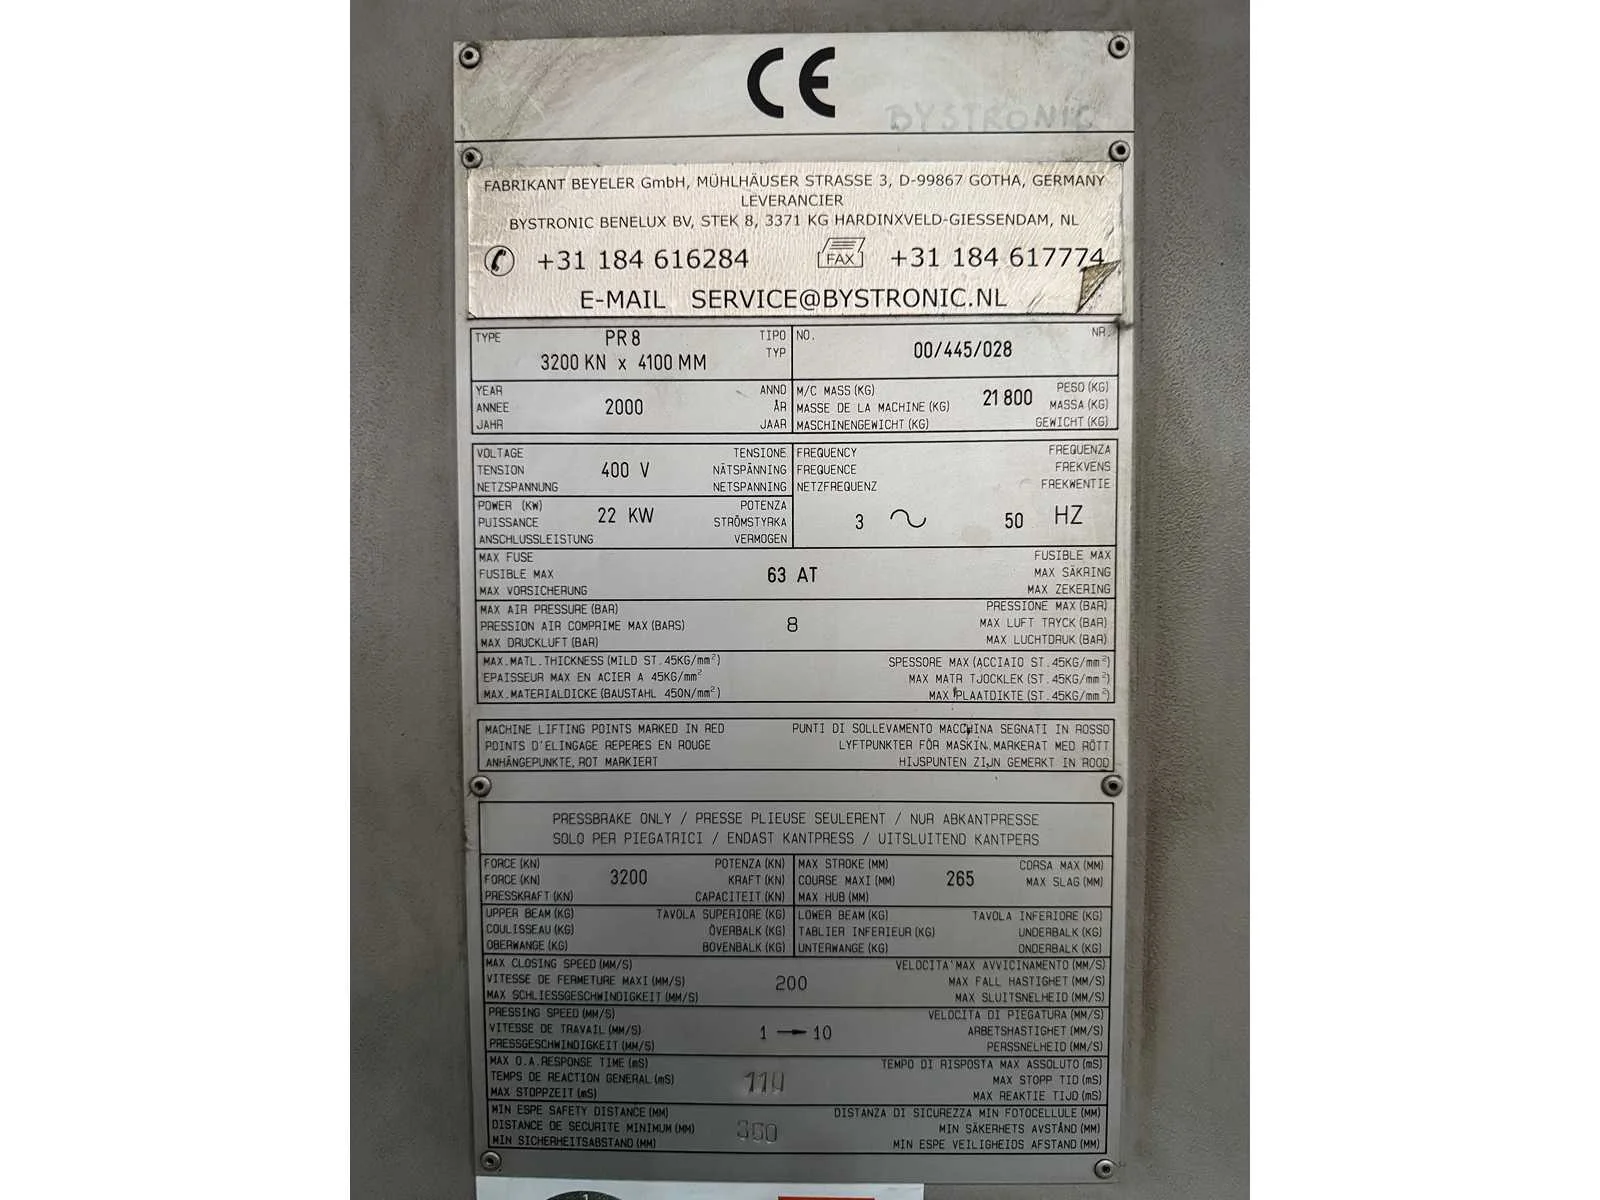 CE
BYSTRONIC
FABRIKANT BEYELER GmbH, MÜHLHÄUSER STRASSE 3, D-99867 GOTHA, GERMANY
LEVERANCIER
BYSTRONIC BENELUX BV, STEK 8, 3371 KG HARDINXVELD-GIESSENDAM, NL
+31 184 616284 FAX +31 184 617774
E-MAIL SERVICE@BYSTRONIC.NL
TYPE PR 8 TIPO NO. NR.
3200 KN x 4100 MM TYP 00/445/028
YEAR ANNO M/C MASS (KG) PESO (KG)
ANNEE 2000 ÅR MASSE DE LA MACHINE (KG) 21 800 MASSA (KG)
JAHR JAAR MASCHINENGEWICHT (KG) GEWICHT (KG)
VOLTAGE TENSIONE FREQUENCY FREQUENZA
TENSION 400 V NÄTSPÄNNING FREQUENCE FREKVENS
NETZSPANNUNG NETSPANNING NETZFREQUENZ FREKWENTIE
POWER (KW) POTENZA
PUISSANCE 22 KW STRÖMSTYRKA 3 50 HZ
ANSCHLUSSLEISTUNG VERMOGEN
MAX FUSE FUSIBLE MAX
FUSIBLE MAX 63 AT MAX SÄKRING
MAX VORSICHERUNG MAX ZEKERING
MAX AIR PRESSURE (BAR) PRESSIONE MAX (BAR)
PRESSION AIR COMPRIME MAX (BARS) 8 MAX LUFT TRYCK (BAR)
MAX DRUCKLUFT (BAR) MAX LUCHTDRUK (BAR)
MAX. MATL. THICKNESS (MILD ST. 45KG/mm²) SPESSORE MAX (ACCIAIO ST. 45KG/mm²)
EPAISSEUR MAX EN ACIER A 45KG/mm² MAX MATR TJOCKLEK (ST. 45KG/mm²)
MAX. MATERIALDICKE (BAUSTAHL 450N/mm²) MAX PLAATDIKTE (ST. 45KG/mm²)
MACHINE LIFTING POINTS MARKED IN RED PUNTI DI SOLLEVAMENTO MACCHINA SEGNATI IN ROSSO
POINTS D'ELINGAGE REPERES EN ROUGE LYFTPUNKTER FÖR MASKIN. MARKERAT MED RÖTT
ANHÄNGEPUNKTE, ROT MARKIERT HIJSPUNTEN ZIJN GEMERKT IN ROOD
PRESSBRAKE ONLY / PRESSE PLIEUSE SEULERENT / NUR ABKANTPRESSE
SOLO PER PIEGATRICI / ENDAST KANTPRESS / UITSLUITEND KANTPERS
FORCE (KN) POTENZA (KN) MAX STROKE (MM) CORSA MAX (MM)
FORCE (KN) 3200 KRAFT (KN) COURSE MAXI (MM) 265 MAX SLAG (MM)
PRESSKRAFT (KN) CAPACITEIT (KN) MAX HUB (MM)
UPPER BEAM (KG) TAVOLA SUPERIORE (KG) LOWER BEAM (KG) TAVOLA INFERIORE (KG)
COULISSEAU (KG) ÖVERBALK (KG) TABLIER INFERIEUR (KG) UNDERBALK (KG)
OBERWANGE (KG) BOVENBALK (KG) UNTERWANGE (KG) ONDERBALK (KG)
MAX CLOSING SPEED (MM/S) VELOCITA' MAX AVVICINAMENTO (MM/S)
VITESSE DE FERMETURE MAXI (MM/S) 200 MAX FALL HASTIGHET (MM/S)
MAX SCHLIESSGESCHWINDIGKEIT (MM/S) MAX SLUITSNELHEID (MM/S)
PRESSING SPEED (MM/S) VELOCITA DI PIEGATURA (MM/S)
VITESSE DE TRAVAIL (MM/S) 1 → 10 ARBETSHASTIGHET (MM/S)
PRESSGESCHWINDIGKEIT (MM/S) PERSSNELHEID (MM/S)
MAX O.A. RESPONSE TIME (mS) TEMPO DI RISPOSTA MAX ASSOLUTO (mS)
TEMPS DE REACTION GENERAL (mS) 110 MAX STOPP TID (mS)
MAX STOPPZEIT (mS) MAX REAKTIE TIJD (mS)
MIN ESPE SAFETY DISTANCE (MM) DISTANZA DI SICUREZZA MIN FOTOCELLULE (MM)
DISTANCE DE SECURITE MINIMUM (MM) MIN SÄKERHETS AVSTÅND (MM)
MIN SICHERHEITSABSTAND (MM) MIN ESPE VEILIGHEIDS AFSTAND (MM)